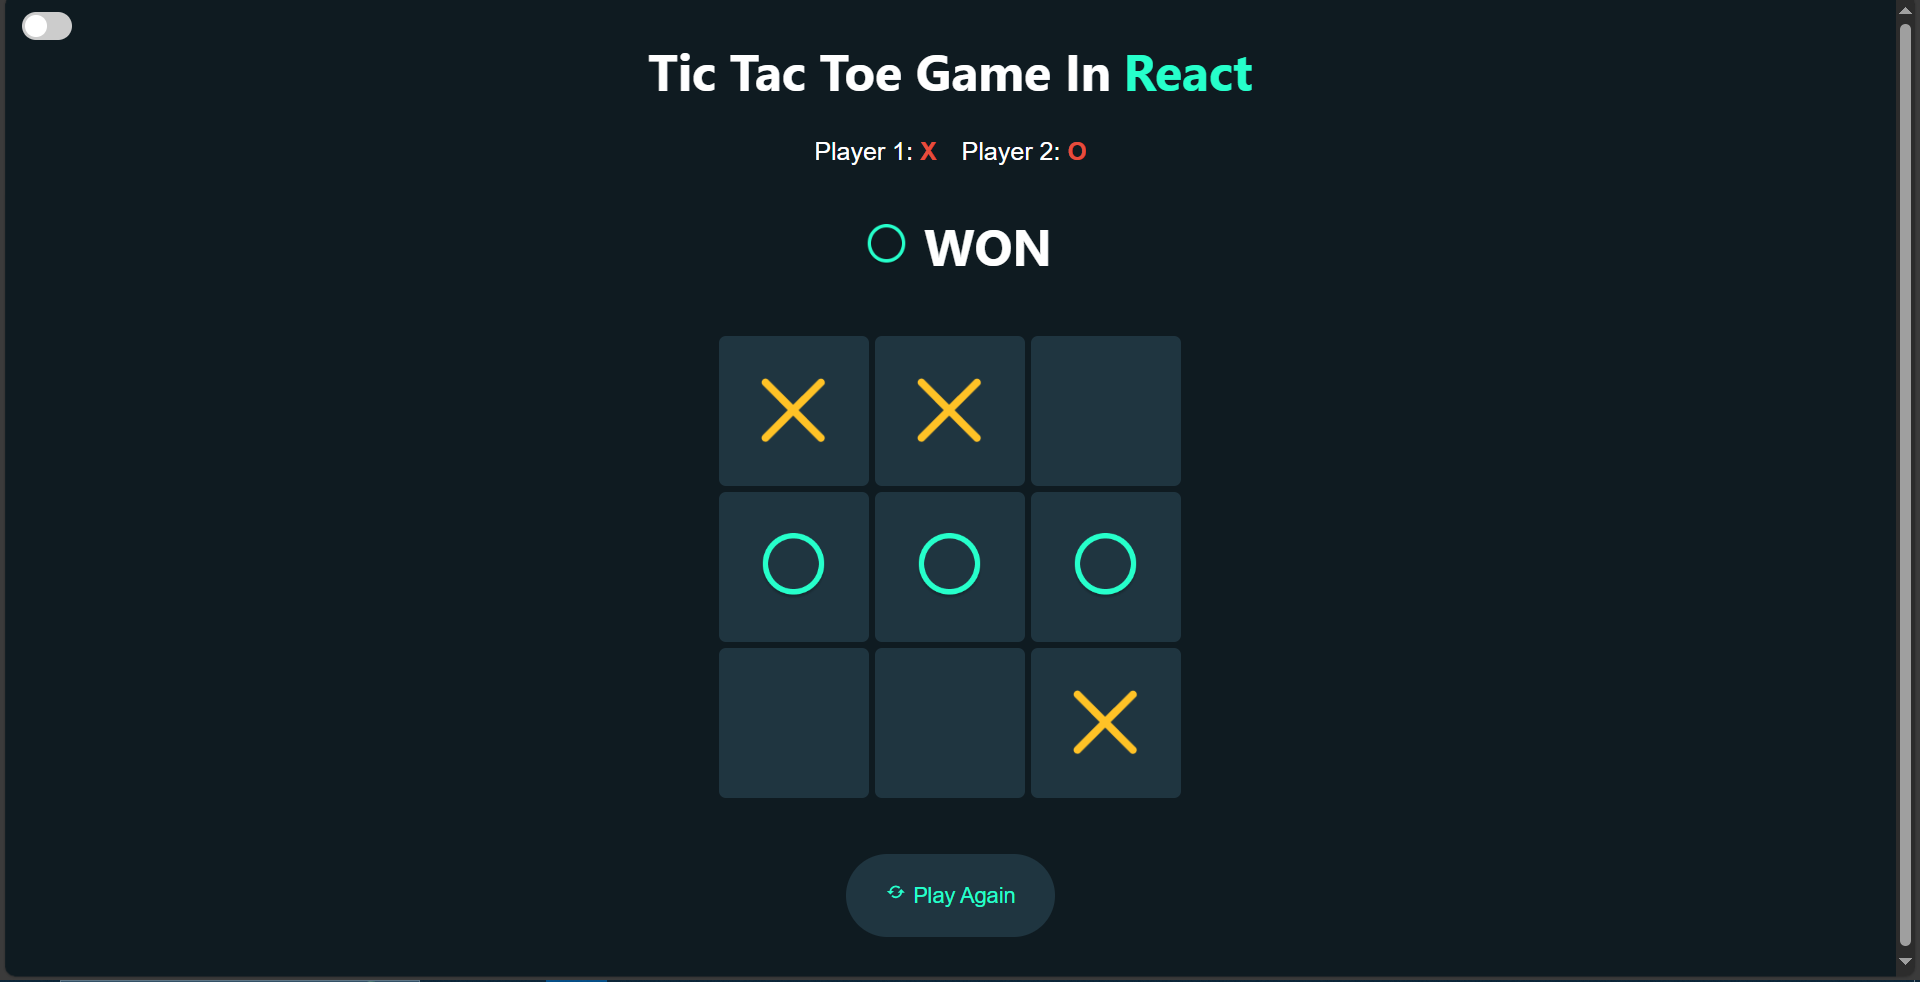 Tic Tac Toe Game In React
Player 1: X Player 2: O
O WON
X X
O O O
X
Play Again